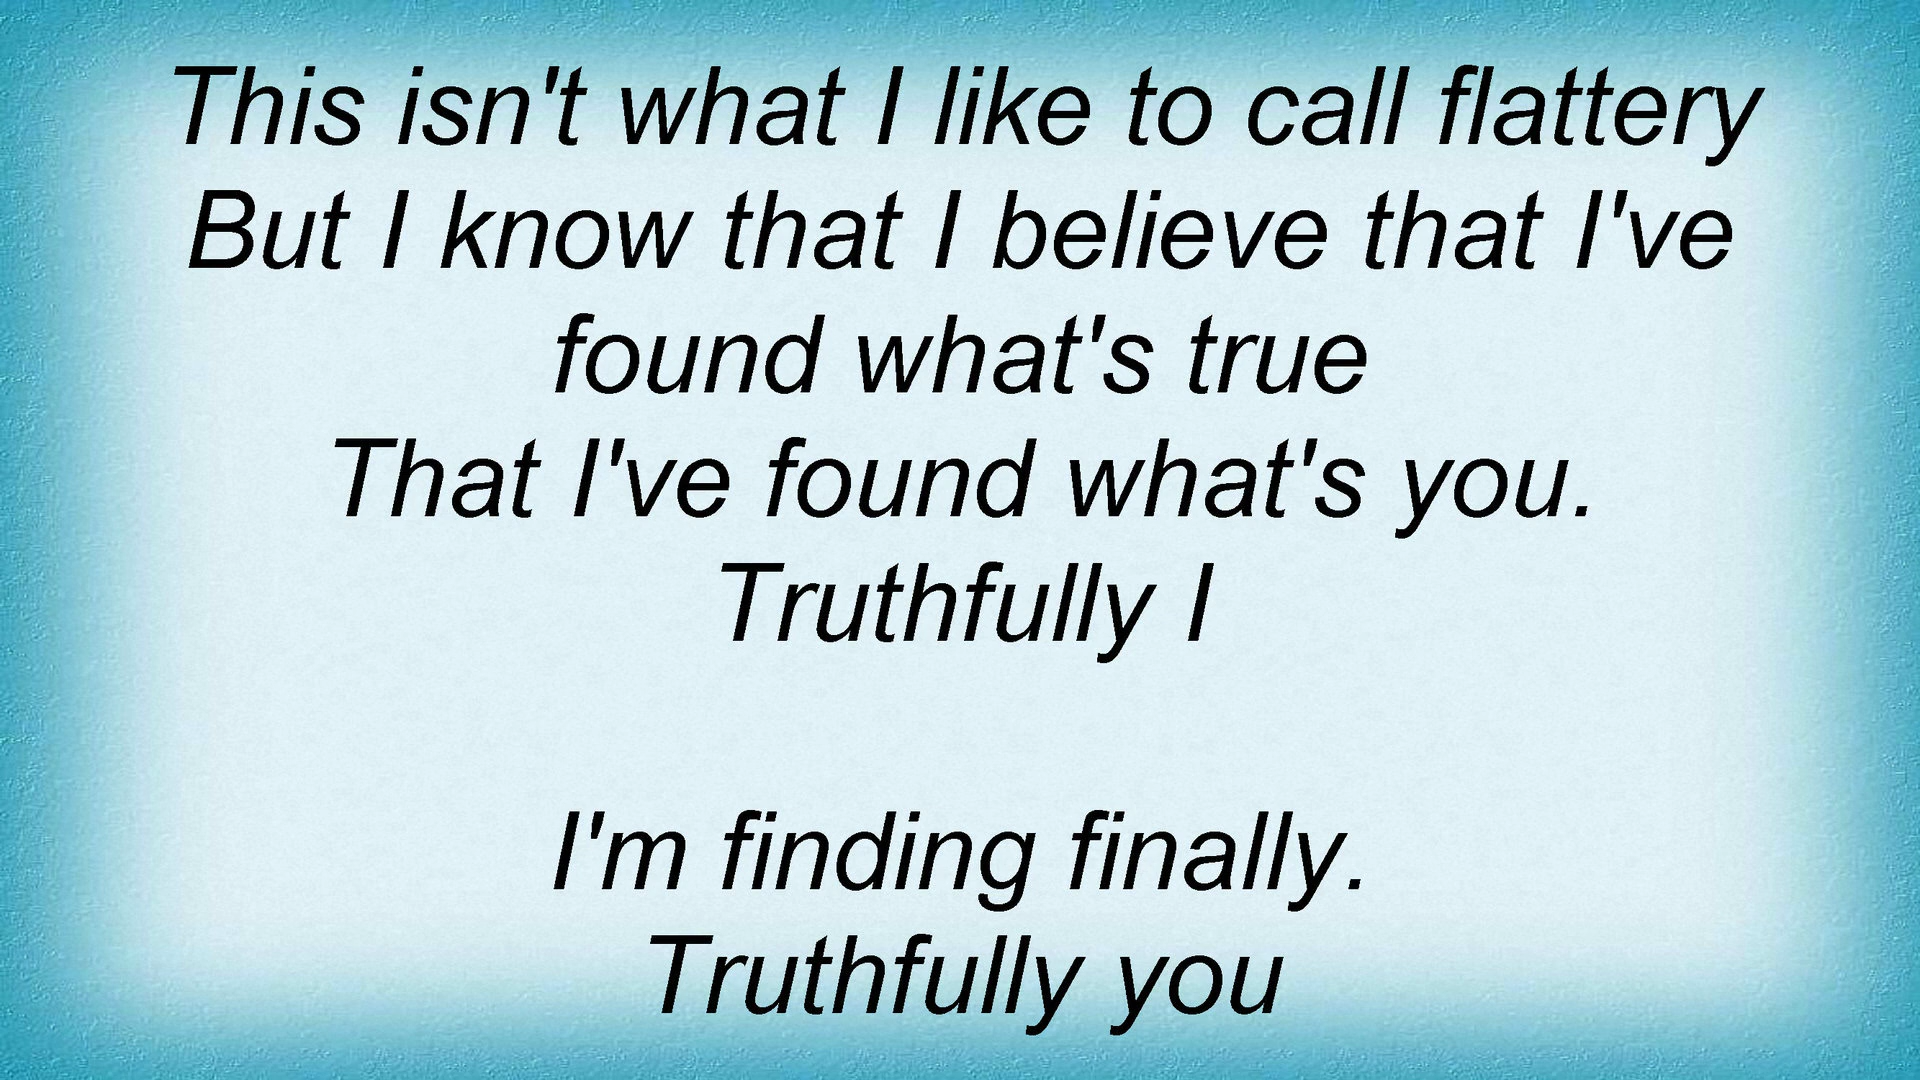 This isn't what I like to call flattery
But I know that I believe that I've
found what's true
That I've found what's you.
Truthfully I
I'm finding finally.
Truthfully you